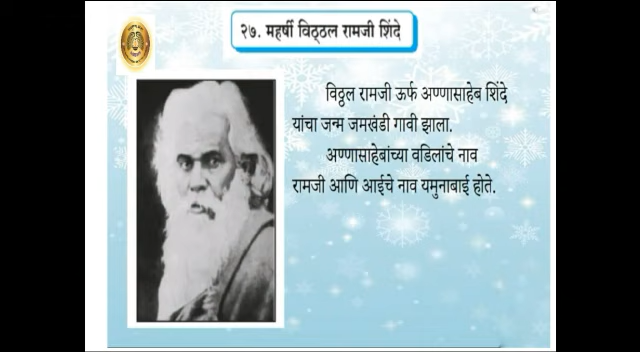 २७. महर्षी विठ्ठल रामजी शिंदे
विठ्ठल रामजी ऊर्फ अण्णासाहेब शिंदे
यांचा जन्म जमखंडी गावी झाला.
अण्णासाहेबांच्या वडिलांचे नाव
रामजी आणि आईचे नाव यमुनाबाई होते.